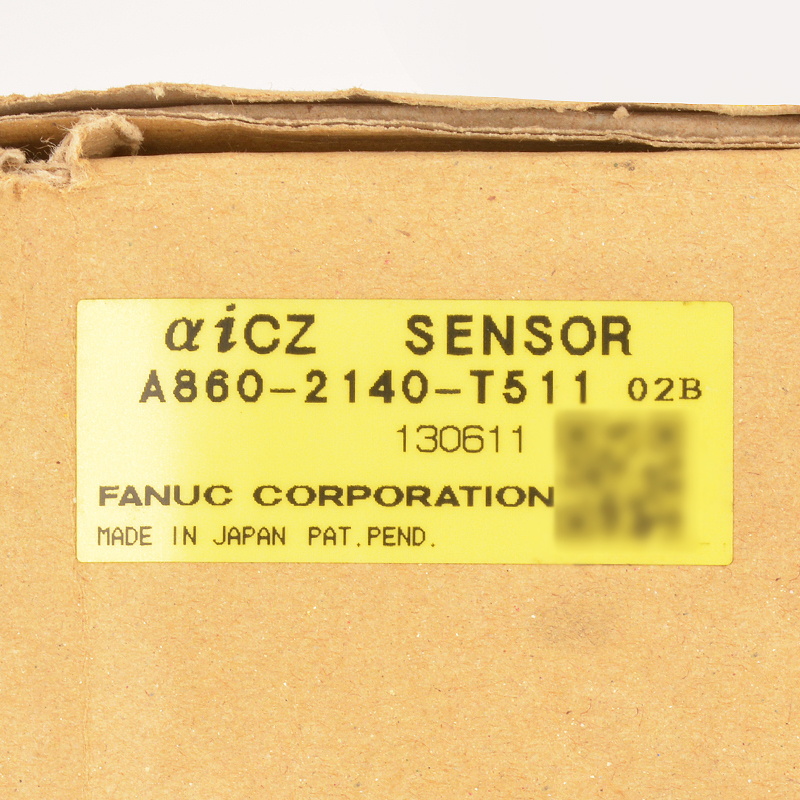 αiCZ SENSOR
A860-2140-T511 02B
130611
FANUC CORPORATION
MADE IN JAPAN PAT.PEND.